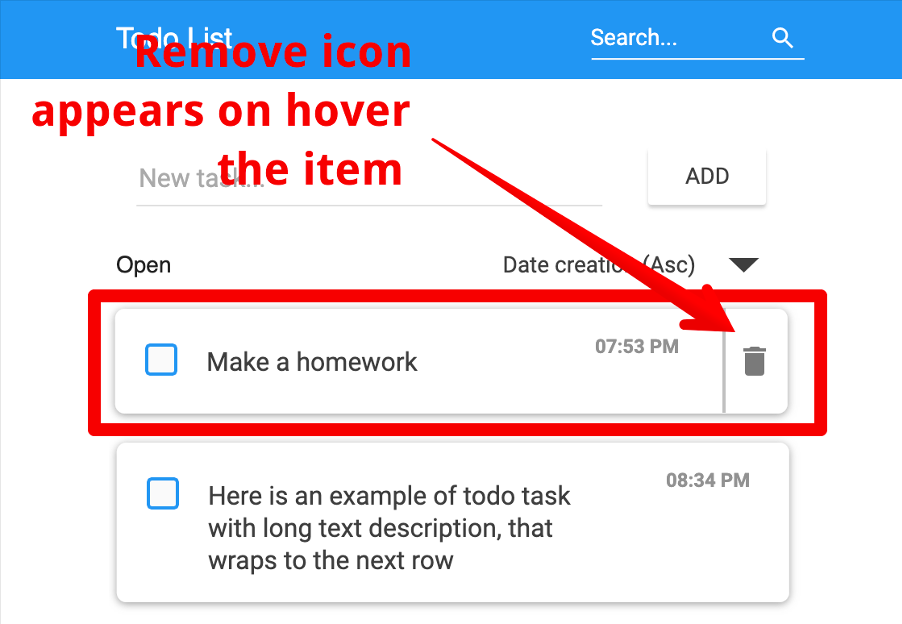 Todo List
Search...
Remove icon
appears on hover
the item
New task...
ADD
Open
Date creation (Asc)
Make a homework
07:53 PM
Here is an example of todo task
with long text description, that
wraps to the next row
08:34 PM